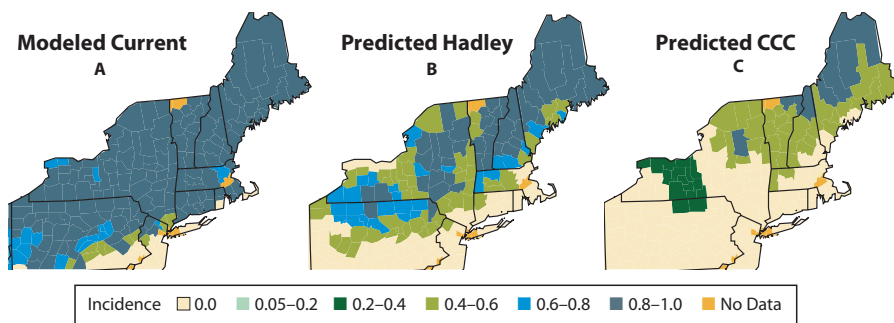 Modeled Current
A
Predicted Hadley
B
Predicted CCC
C
Incidence 0.0 0.05–0.2 0.2–0.4 0.4–0.6 0.6–0.8 0.8–1.0 No Data